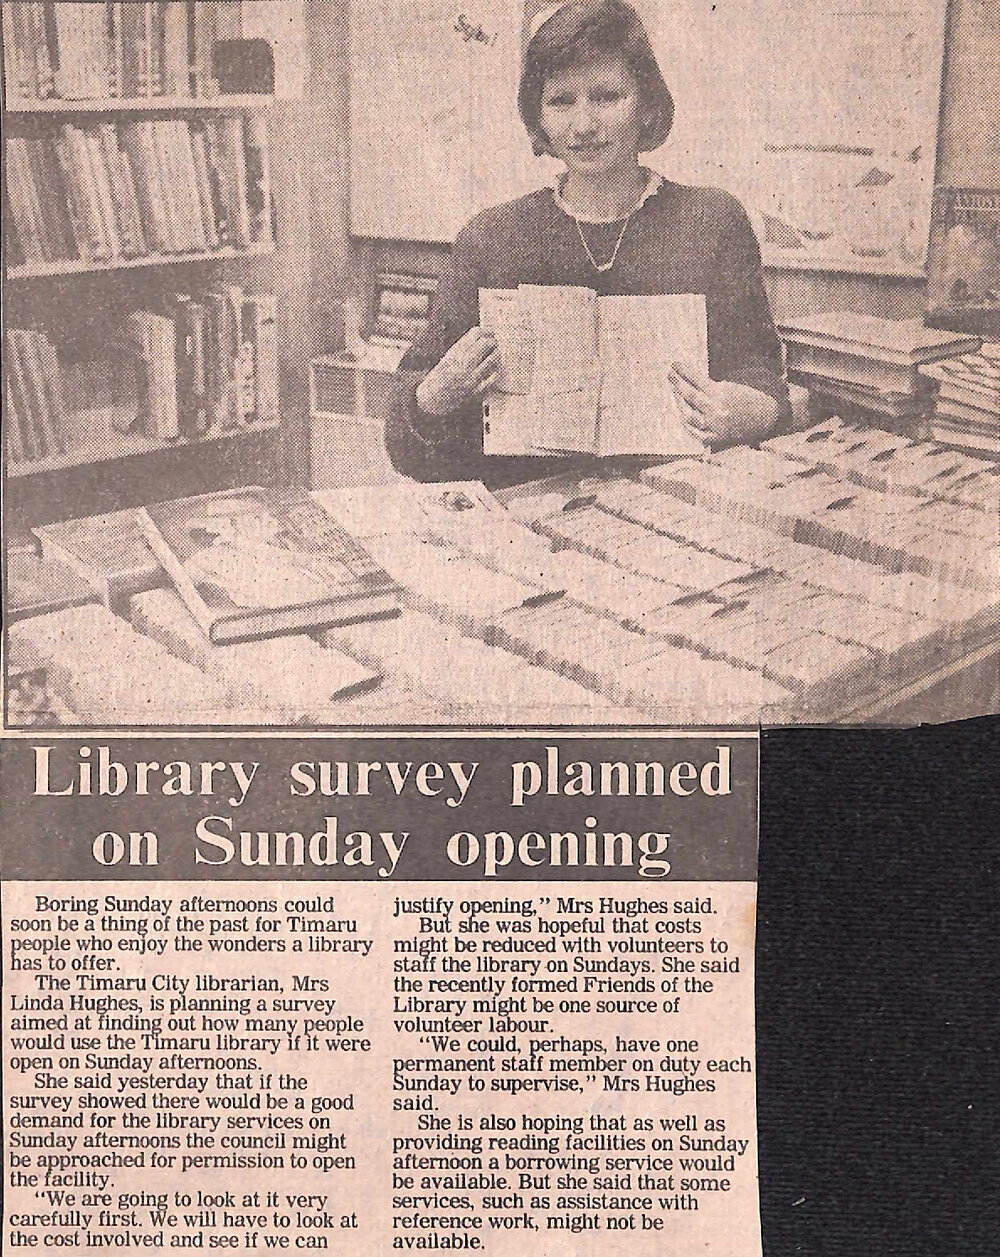 ANTONY
Library survey planned
on Sunday opening
Boring Sunday afternoons could
soon be a thing of the past for Timaru
people who enjoy the wonders a library
has to offer.
The Timaru City librarian, Mrs
Linda Hughes, is planning a survey
aimed at finding out how many people
would use the Timaru library if it were
open on Sunday afternoons.
She said yesterday that if the
survey showed there would be a good
demand for the library services on
Sunday afternoons the council might
be approached for permission to open
the facility.
"We are going to look at it very
carefully first. We will have to look at
the cost involved and see if we can
justify opening," Mrs Hughes said.
But she was hopeful that costs
might be reduced with volunteers to
staff the library on Sundays. She said
the recently formed Friends of the
Library might be one source of
volunteer labour.
"We could, perhaps, have one
permanent staff member on duty each
Sunday to supervise," Mrs Hughes
said.
She is also hoping that as well as
providing reading facilities on Sunday
afternoon a borrowing service would
be available. But she said that some
services, such as assistance with
reference work, might not be
available.